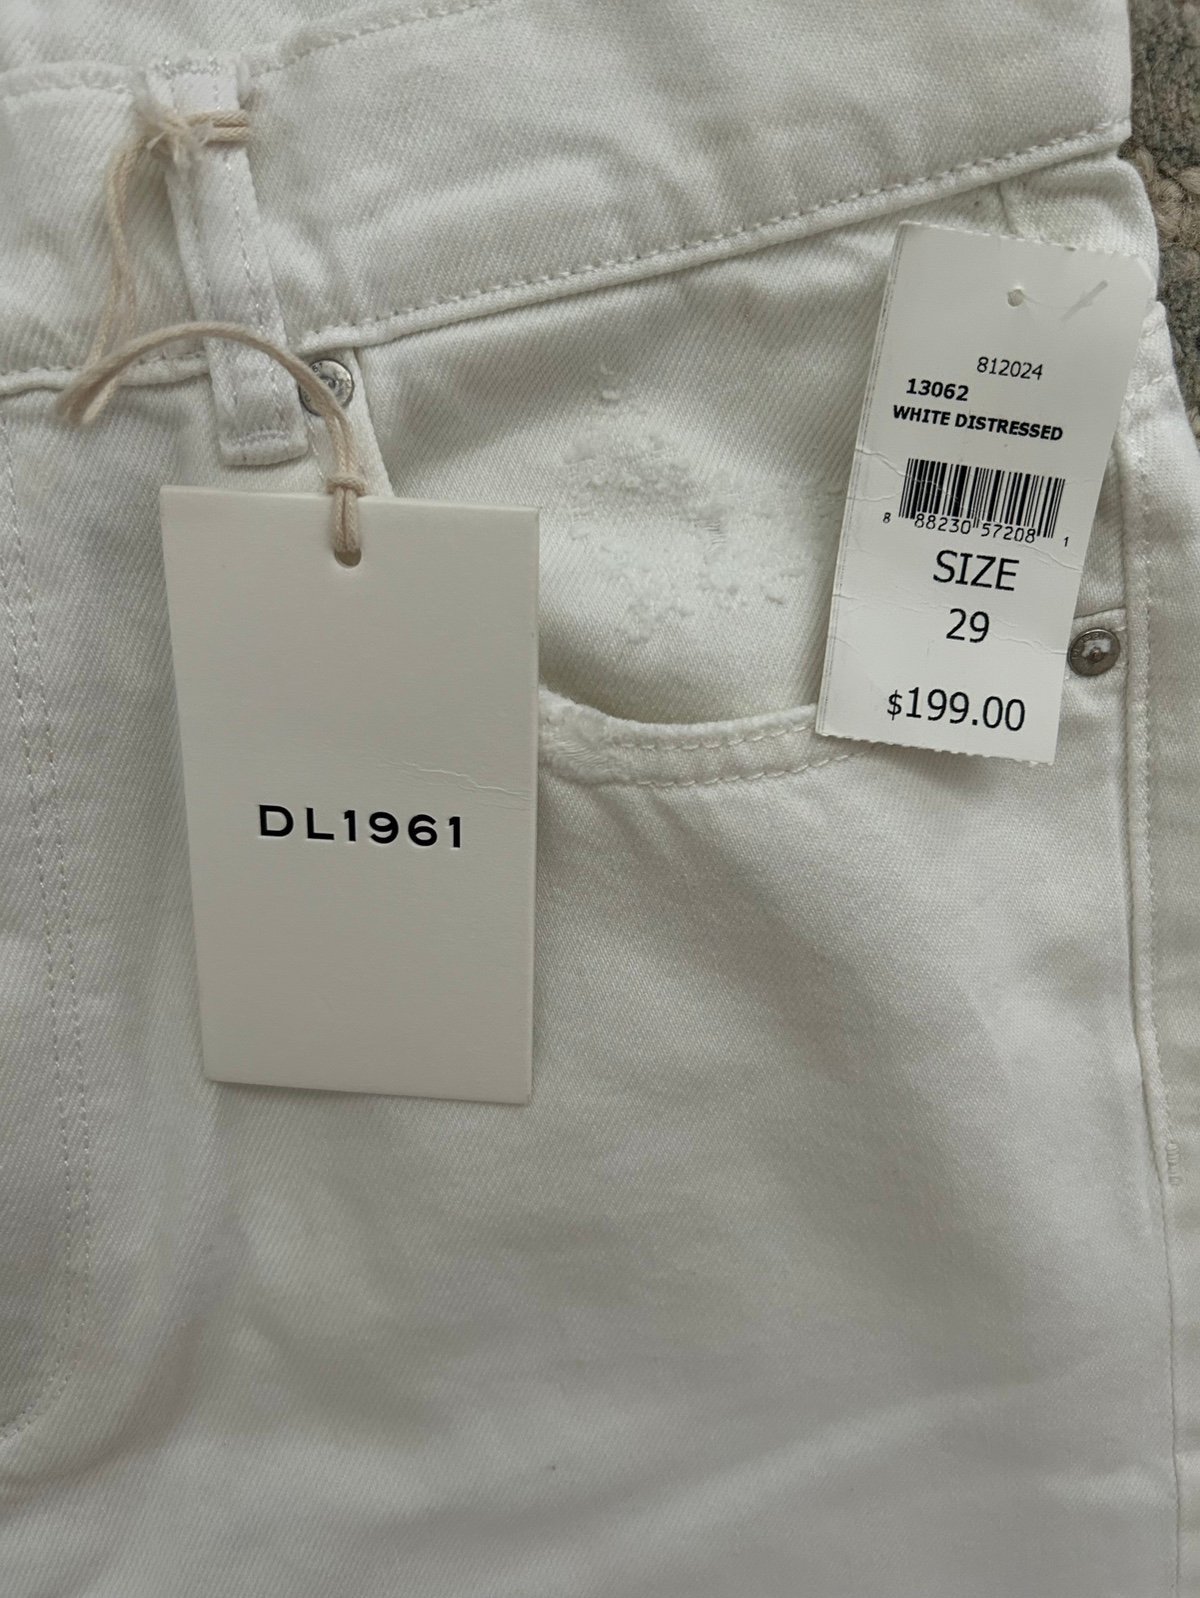 812024
13062
WHITE DISTRESSED
8 88230 57208 1
SIZE
29
$199.00
DL1961